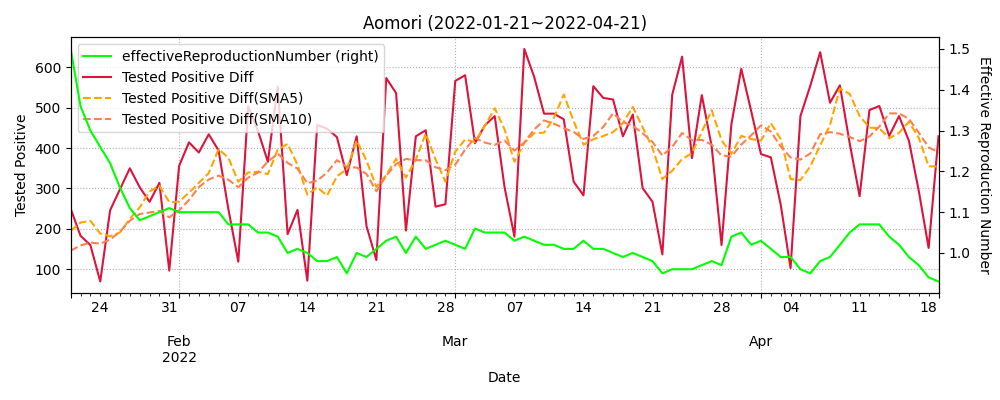 Aomori (2022-01-21~2022-04-21)
effectiveReproductionNumber (right)
Tested Positive Diff
Tested Positive Diff(SMA5)
Tested Positive Diff(SMA10)
Tested Positive
600
500
400
300
200
100
1.5
1.4
1.3
1.2
1.1
1.0
Effective Reproduction Number
24 31 07 14 21 28 07 14 21 28 04 11 18
Feb Mar Apr
2022
Date